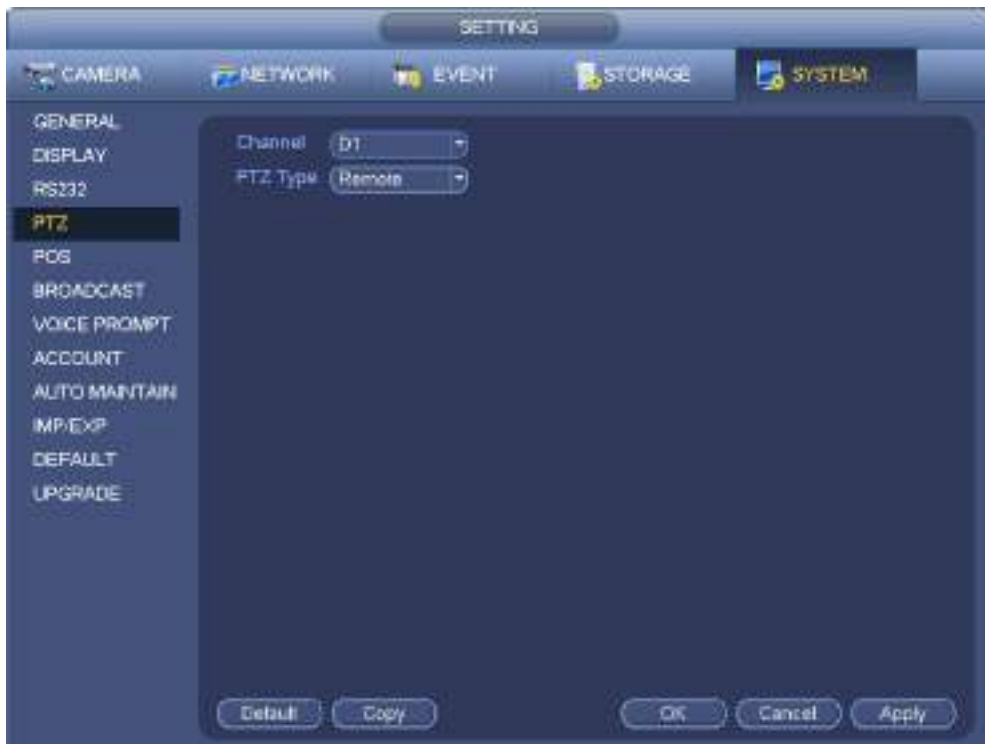 SETTING
CAMERA NETWORK EVENT STORAGE SYSTEM
GENERAL
DISPLAY
RS232
PTZ
POS
BROADCAST
VOICE PROMPT
ACCOUNT
AUTO MAINTAIN
IMP/EXP
DEFAULT
UPGRADE
Channel D1
PTZ Type Remote
Default Copy OK Cancel Apply